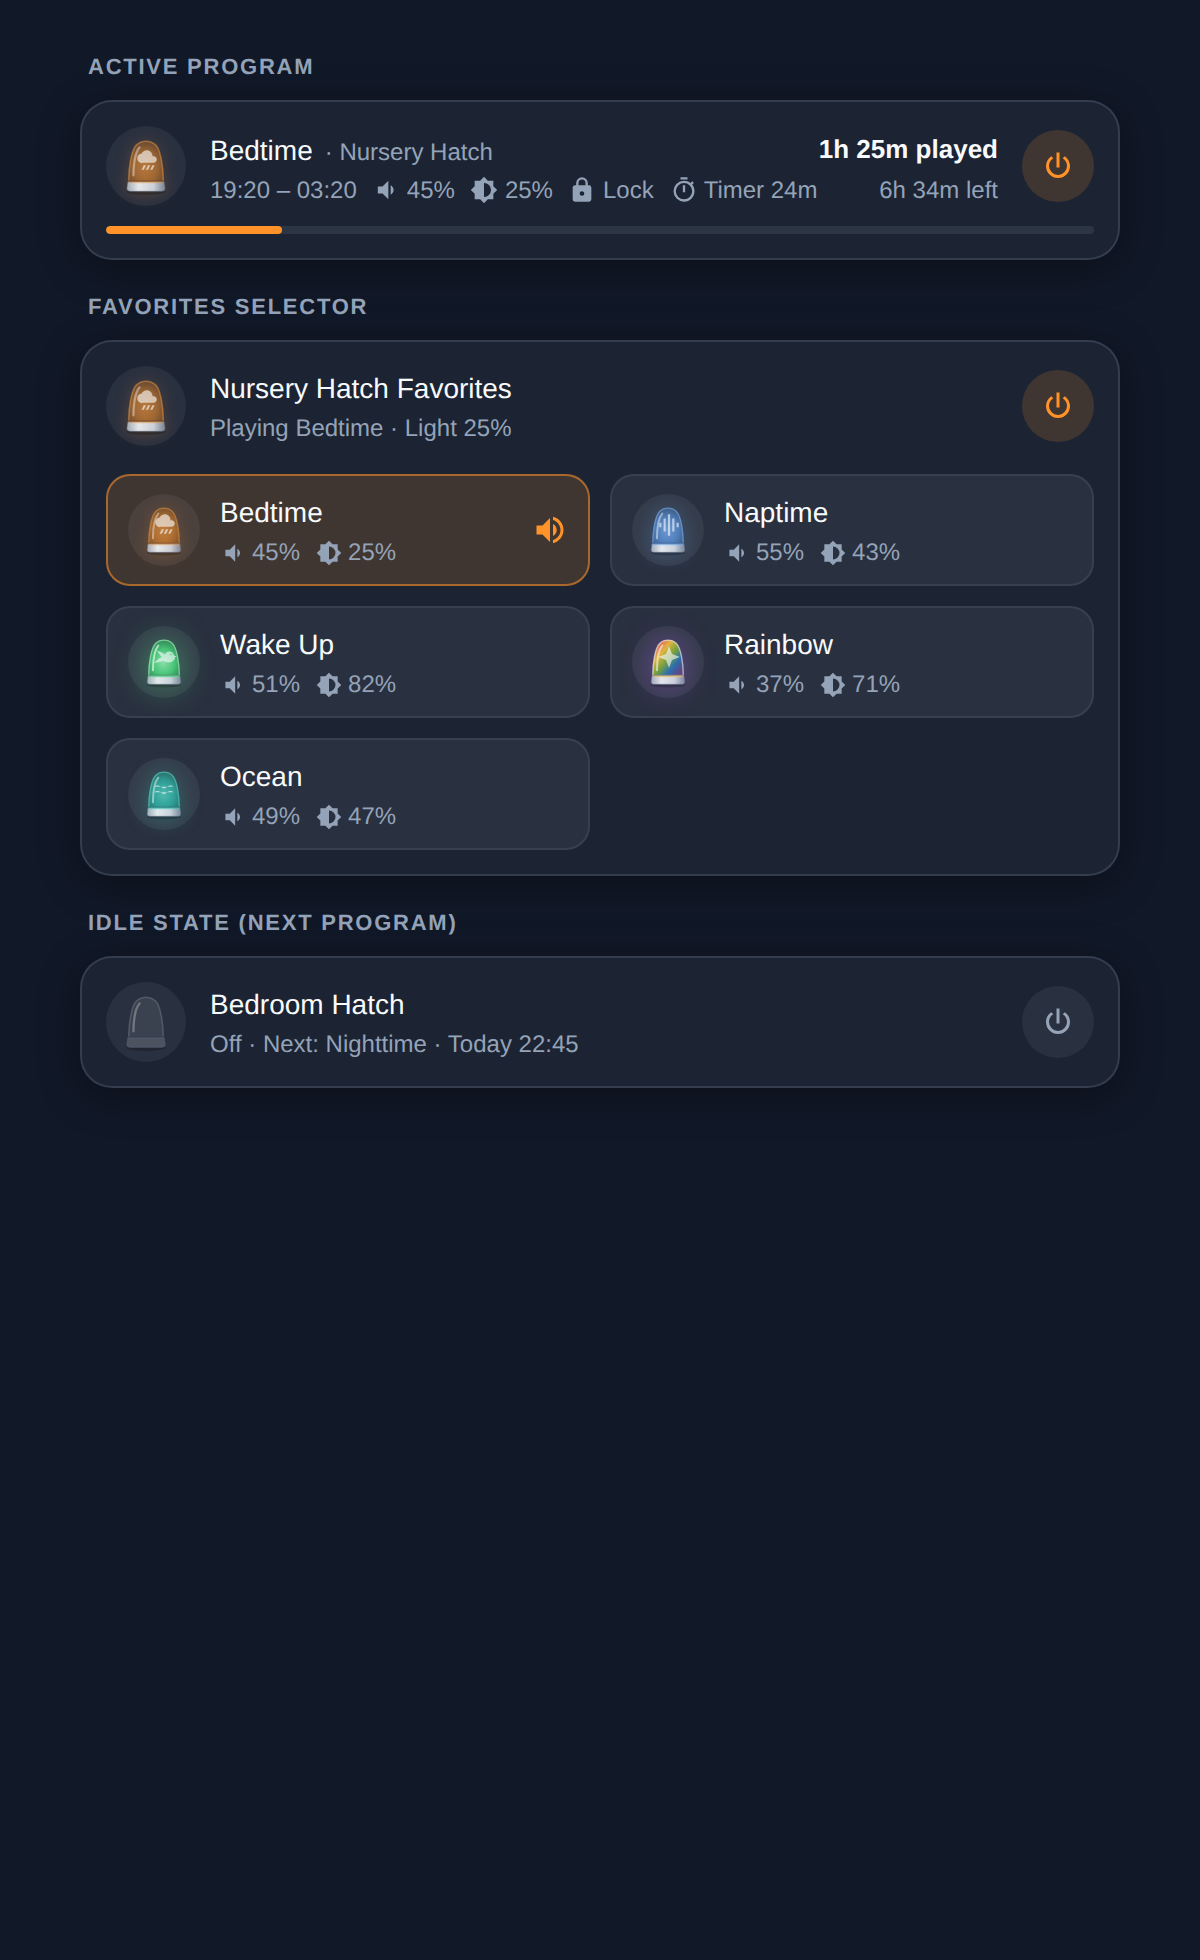 ACTIVE PROGRAM
Bedtime · Nursery Hatch
1h 25m played
19:20 – 03:20 45% 25% Lock Timer 24m
6h 34m left
FAVORITES SELECTOR
Nursery Hatch Favorites
Playing Bedtime · Light 25%
Bedtime
45% 25%
Naptime
55% 43%
Wake Up
51% 82%
Rainbow
37% 71%
Ocean
49% 47%
IDLE STATE (NEXT PROGRAM)
Bedroom Hatch
Off · Next: Nighttime · Today 22:45